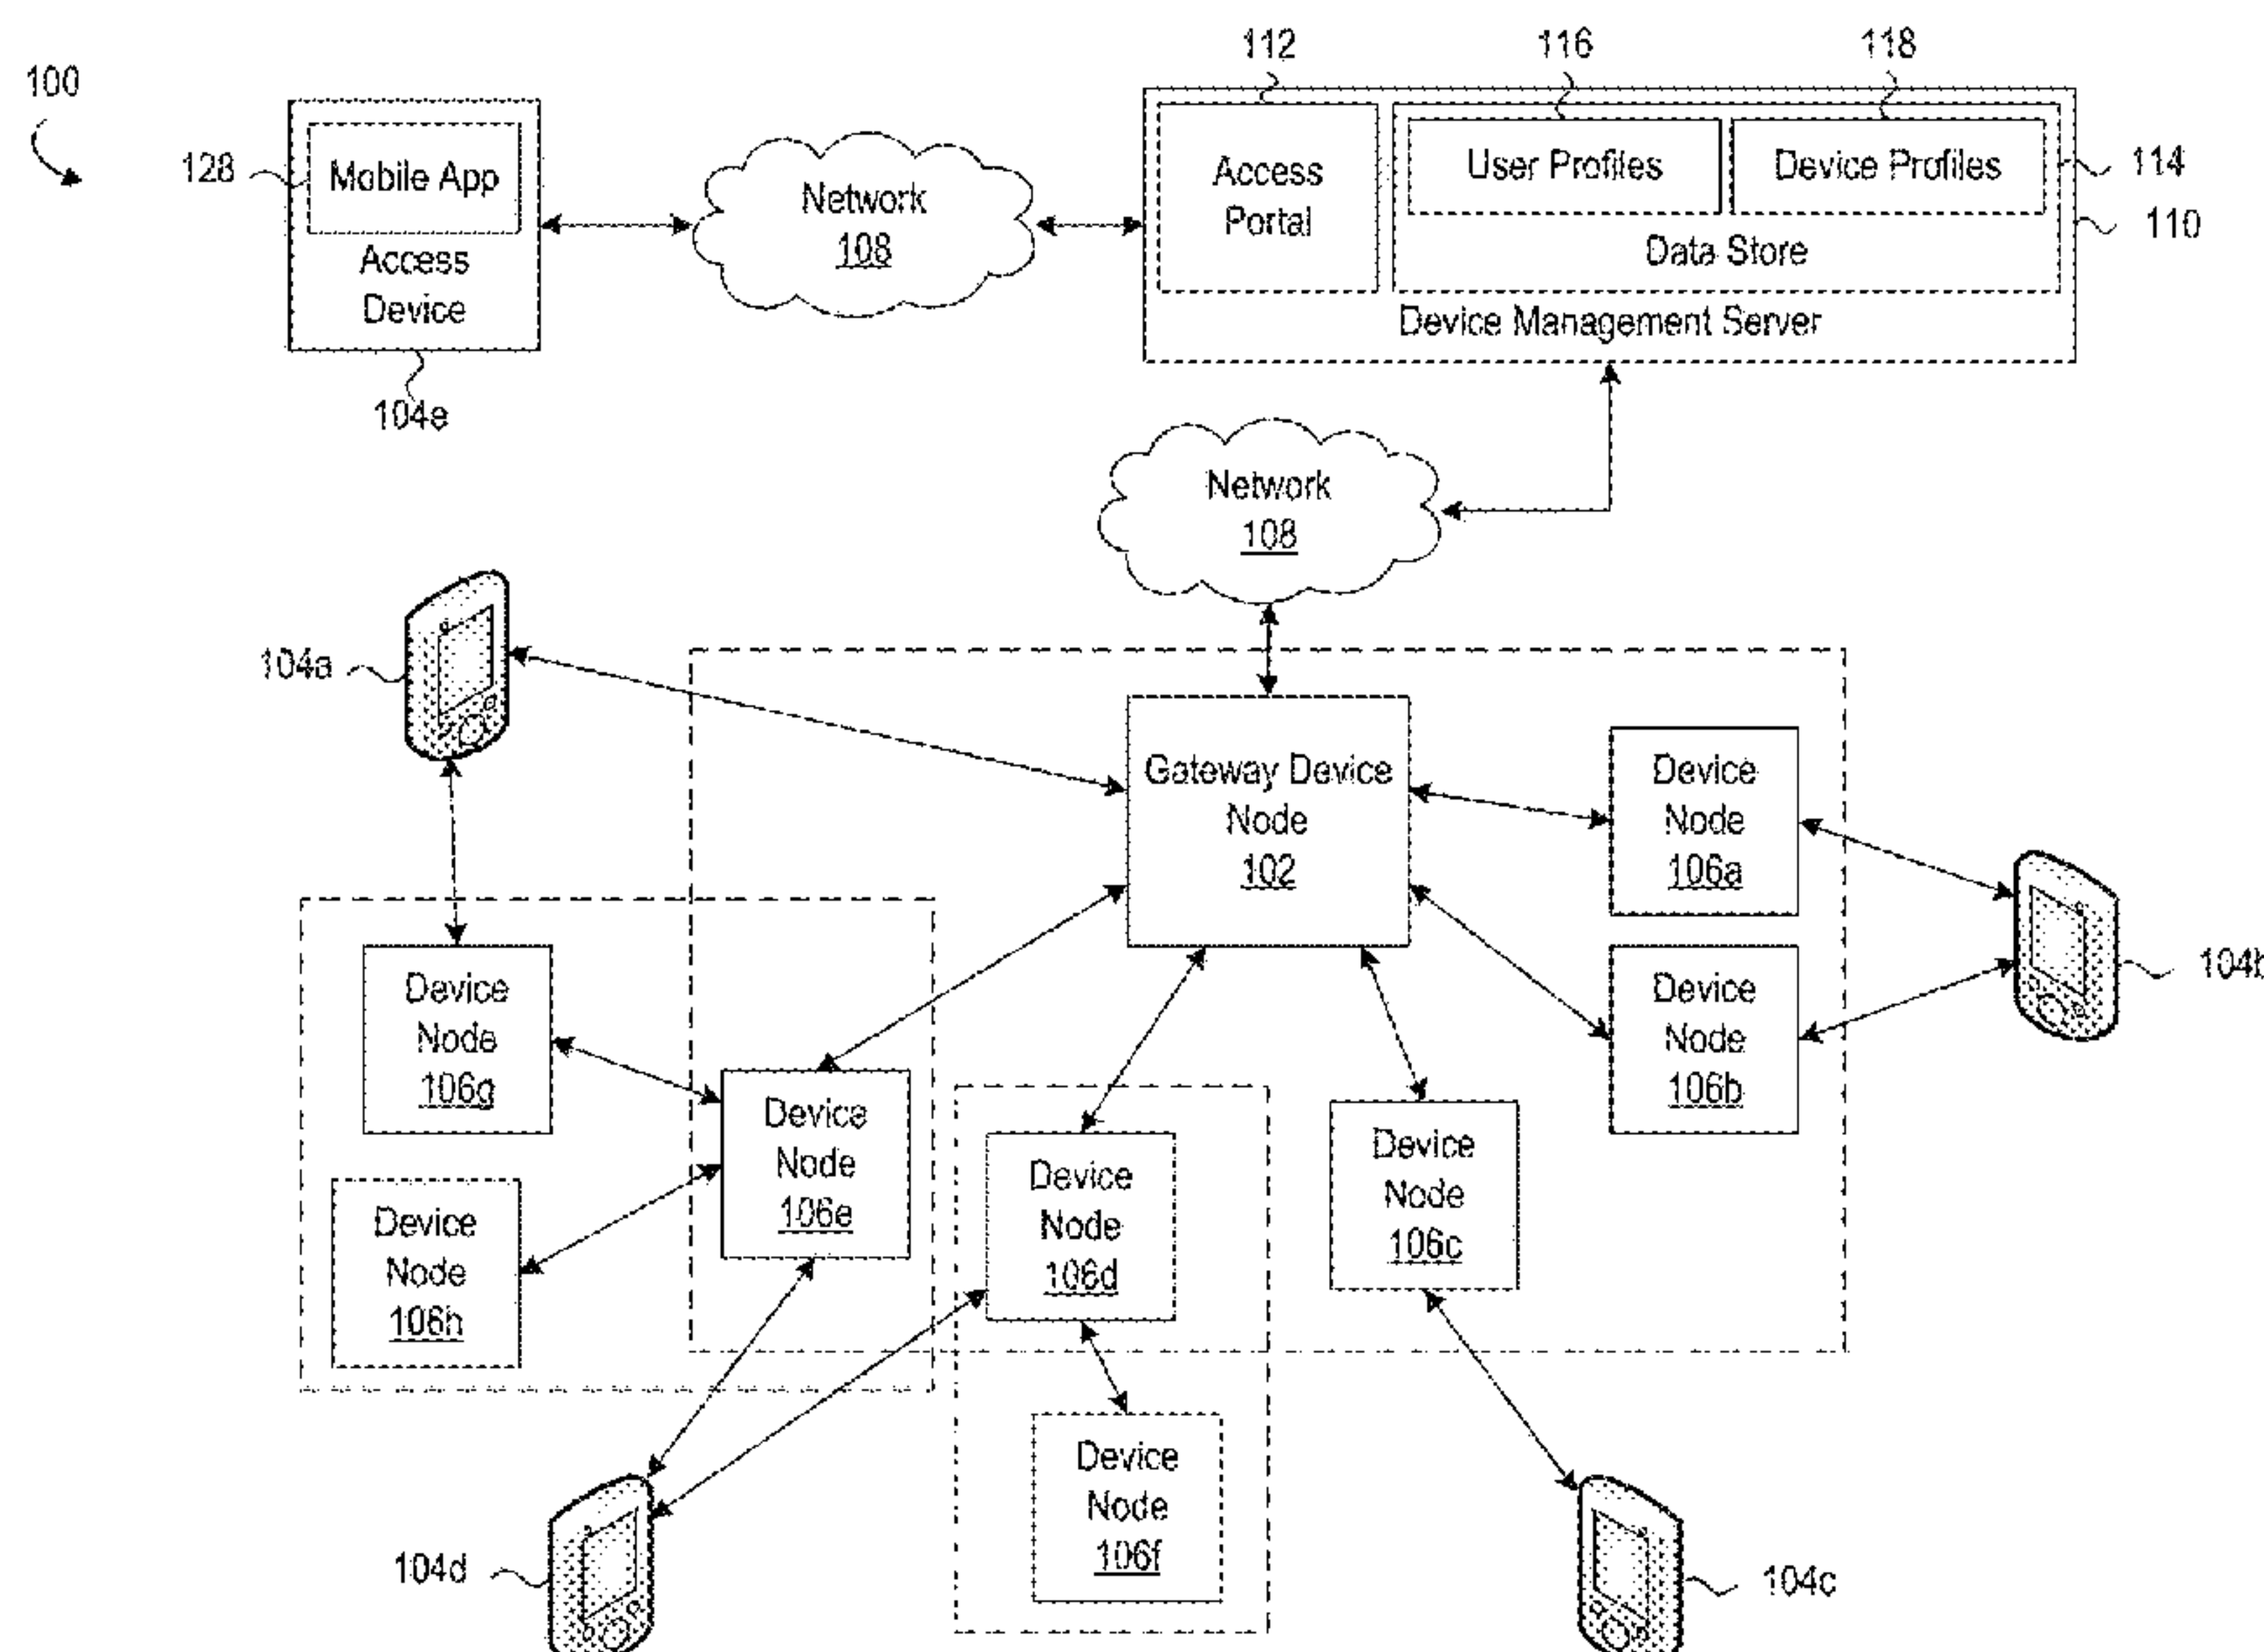 100
112
116
118
128
Mobile App
Access
Device
104e
Network
108
Access
Portal
User Profiles
Device Profiles
Data Store
Device Management Server
114
110
Network
108
104a
Gateway Device
Node
102
Device
Node
106a
Device
Node
106b
104b
Device
Node
106g
Device
Node
106h
Device
Node
106e
Device
Node
106d
Device
Node
106c
Device
Node
106f
104d
104c